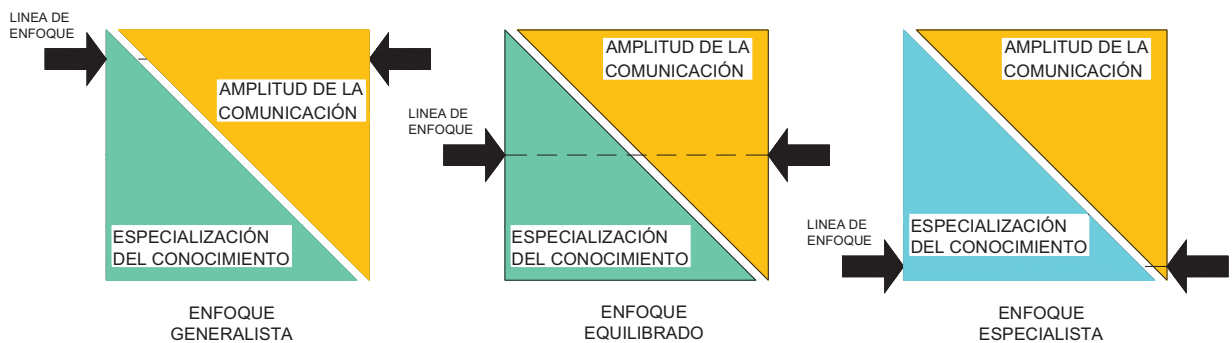 LINEA DE
ENFOQUE
AMPLITUD DE LA
COMUNICACIÓN
ESPECIALIZACIÓN
DEL CONOCIMIENTO
ENFOQUE
GENERALISTA
AMPLITUD DE LA
COMUNICACIÓN
LINEA DE
ENFOQUE
ESPECIALIZACIÓN
DEL CONOCIMIENTO
ENFOQUE
EQUILIBRADO
AMPLITUD DE LA
COMUNICACIÓN
LINEA DE
ENFOQUE
ESPECIALIZACIÓN
DEL CONOCIMIENTO
ENFOQUE
ESPECIALISTA